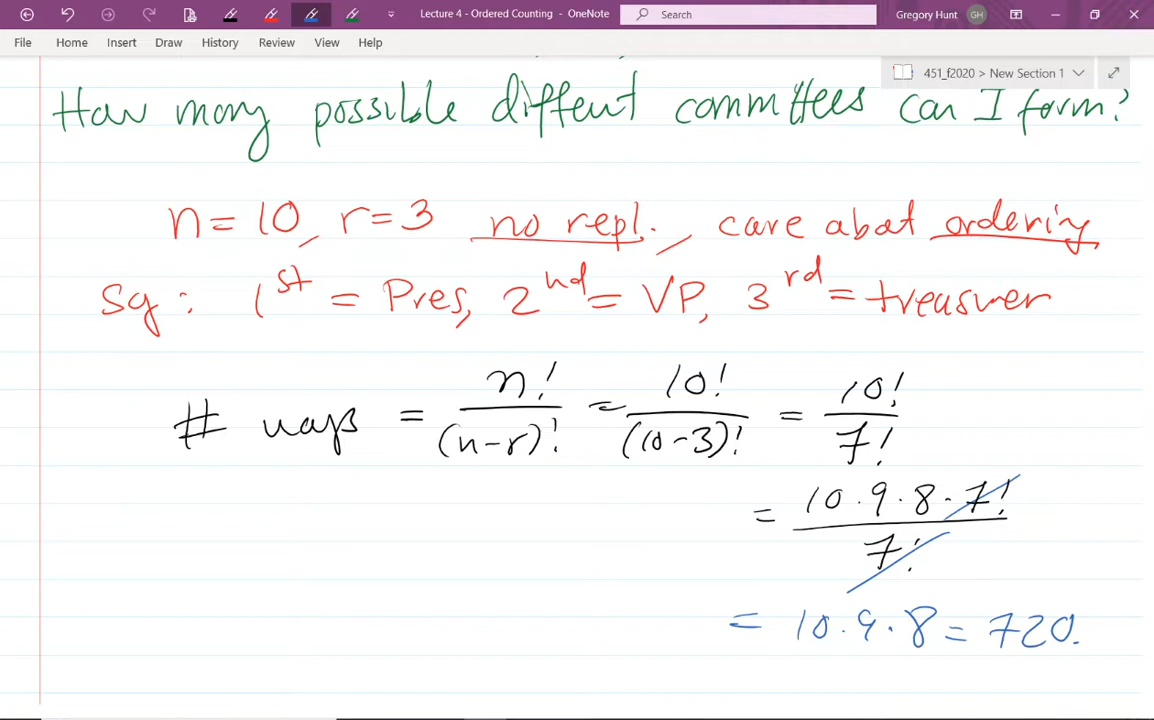 Lecture 4 - Ordered Counting - OneNote
Search
Gregory Hunt GH
File Home Insert Draw History Review View Help
451_f2020 > New Section 1
How many possible different committees can I form?
n = 10, r = 3 no repl., care about ordering
Sq: 1st = Pres, 2nd = VP, 3rd = treasurer
# ways = n! / (n-r)! = 10! / (10-3)! = 10! / 7!
= 10 · 9 · 8 · 7! / 7!
= 10 · 9 · 8 = 720.